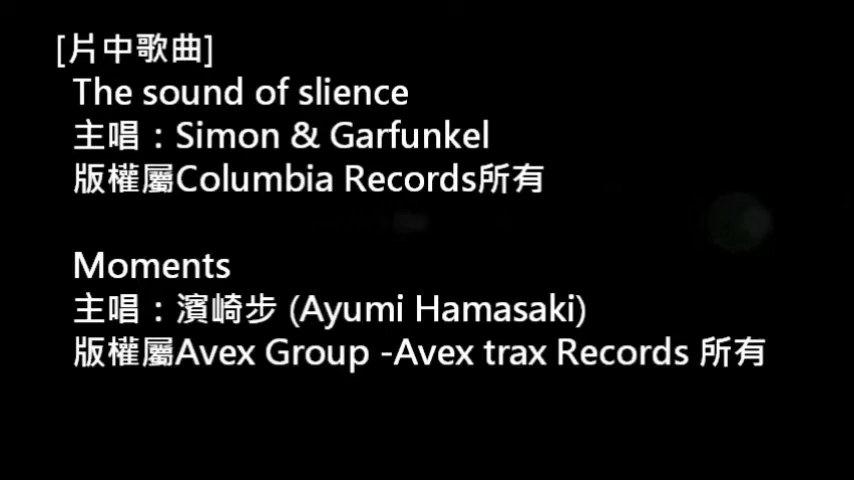 [片中歌曲]
The sound of slience
主唱：Simon & Garfunkel
版權屬Columbia Records所有
Moments
主唱：濱崎步 (Ayumi Hamasaki)
版權屬Avex Group -Avex trax Records 所有